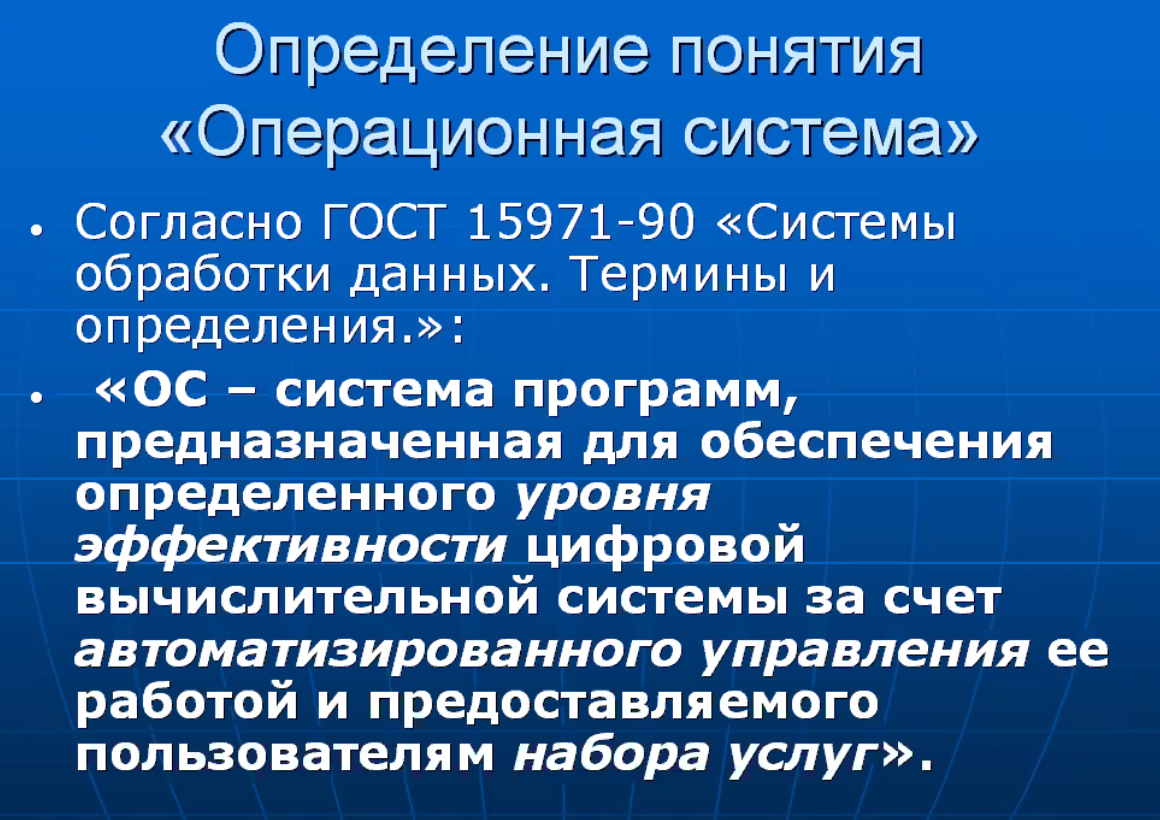 Определение понятия
«Операционная система»
• Согласно ГОСТ 15971-90 «Системы
обработки данных. Термины и
определения.»:
• «ОС – система программ,
предназначенная для обеспечения
определенного уровня
эффективности цифровой
вычислительной системы за счет
автоматизированного управления ее
работой и предоставляемого
пользователям набора услуг».